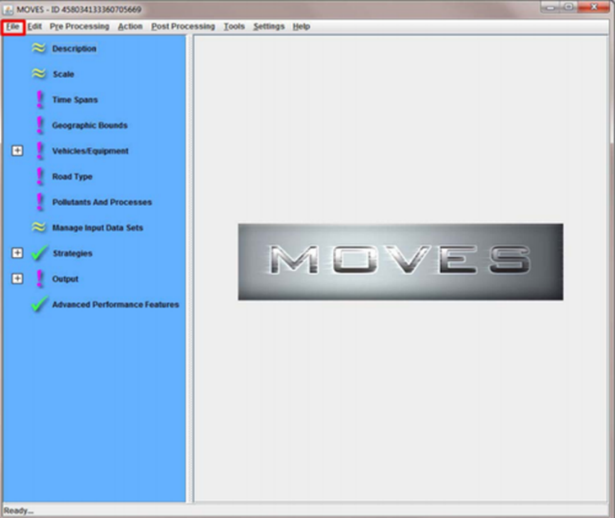 MOVES - ID 458034133360705669
File Edit Pre Processing Action Post Processing Tools Settings Help
Description
Scale
Time Spans
Geographic Bounds
Vehicles/Equipment
Road Type
Pollutants And Processes
Manage Input Data Sets
Strategies
Output
Advanced Performance Features
MOVES
Ready...